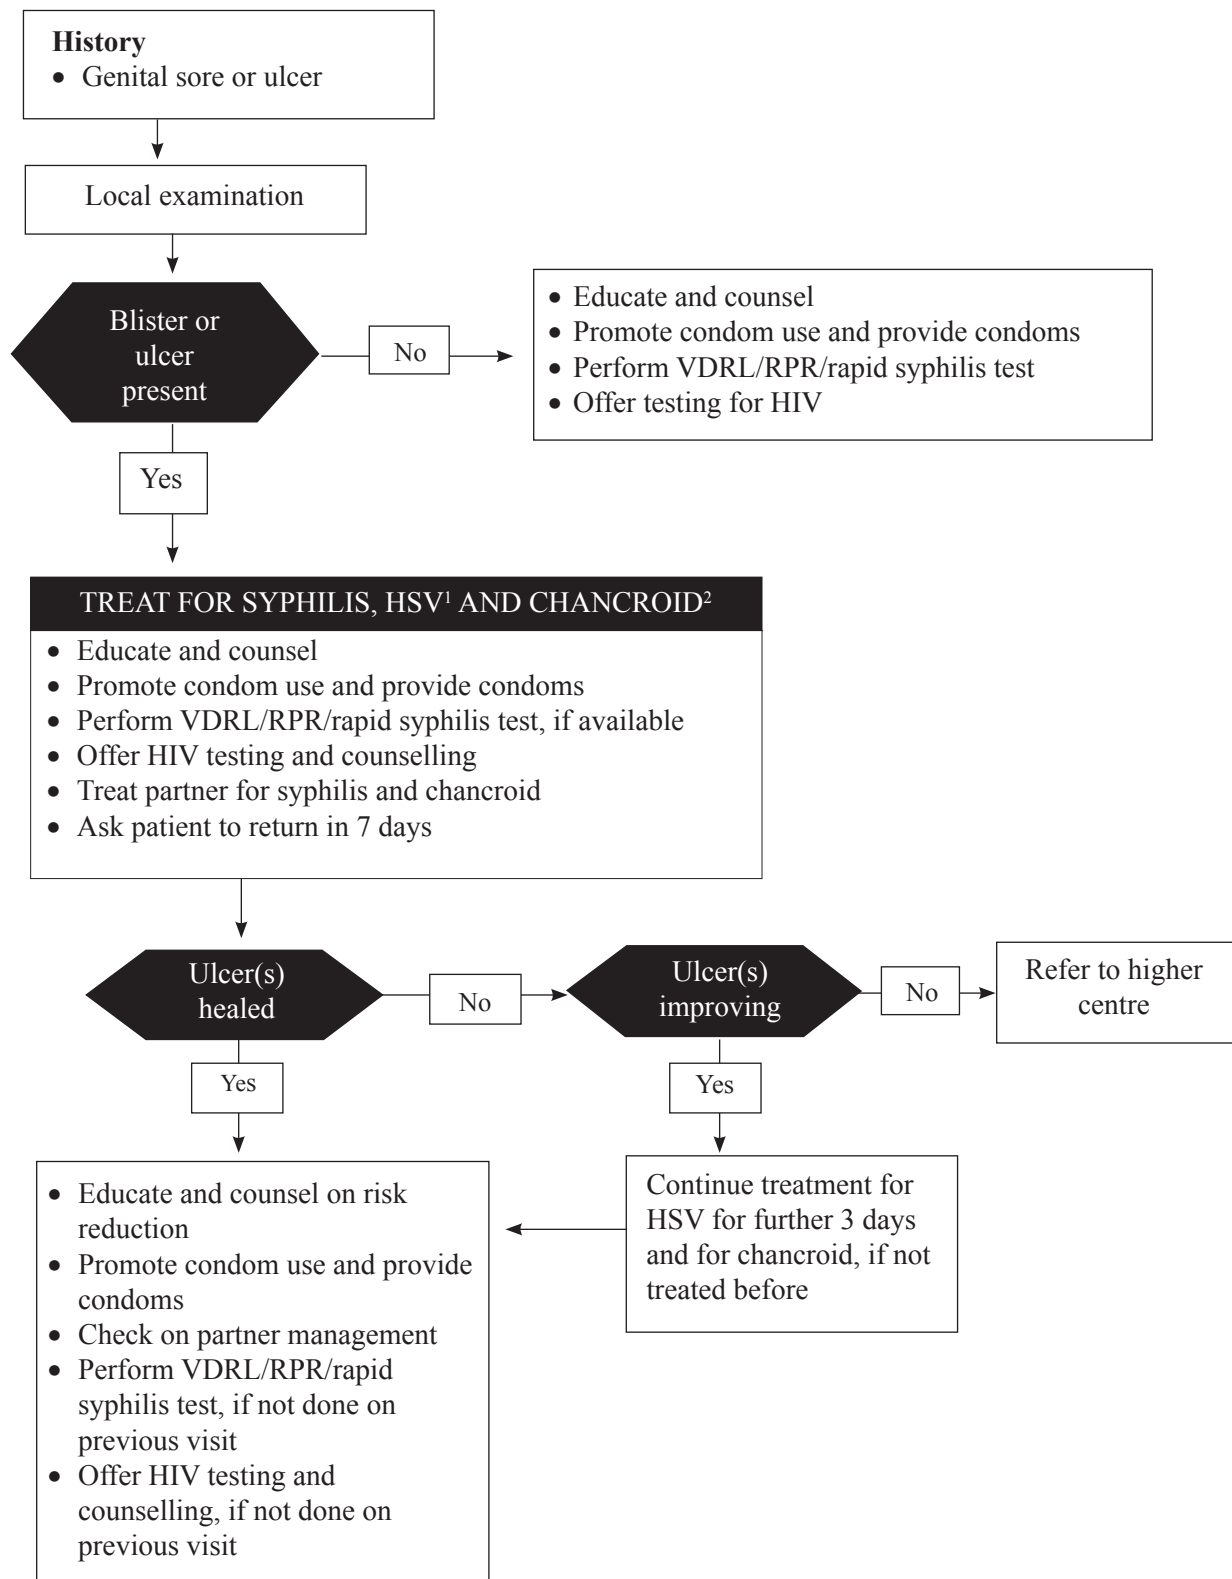 History
• Genital sore or ulcer
Local examination
Blister or
ulcer
present
No
• Educate and counsel
• Promote condom use and provide condoms
• Perform VDRL/RPR/rapid syphilis test
• Offer testing for HIV
Yes
TREAT FOR SYPHILIS, HSV¹ AND CHANCROID²
• Educate and counsel
• Promote condom use and provide condoms
• Perform VDRL/RPR/rapid syphilis test, if available
• Offer HIV testing and counselling
• Treat partner for syphilis and chancroid
• Ask patient to return in 7 days
Ulcer(s)
healed
No
Ulcer(s)
improving
No
Refer to higher
centre
Yes
Yes
• Educate and counsel on risk
reduction
• Promote condom use and provide
condoms
• Check on partner management
• Perform VDRL/RPR/rapid
syphilis test, if not done on
previous visit
• Offer HIV testing and
counselling, if not done on
previous visit
Continue treatment for
HSV for further 3 days
and for chancroid, if not
treated before